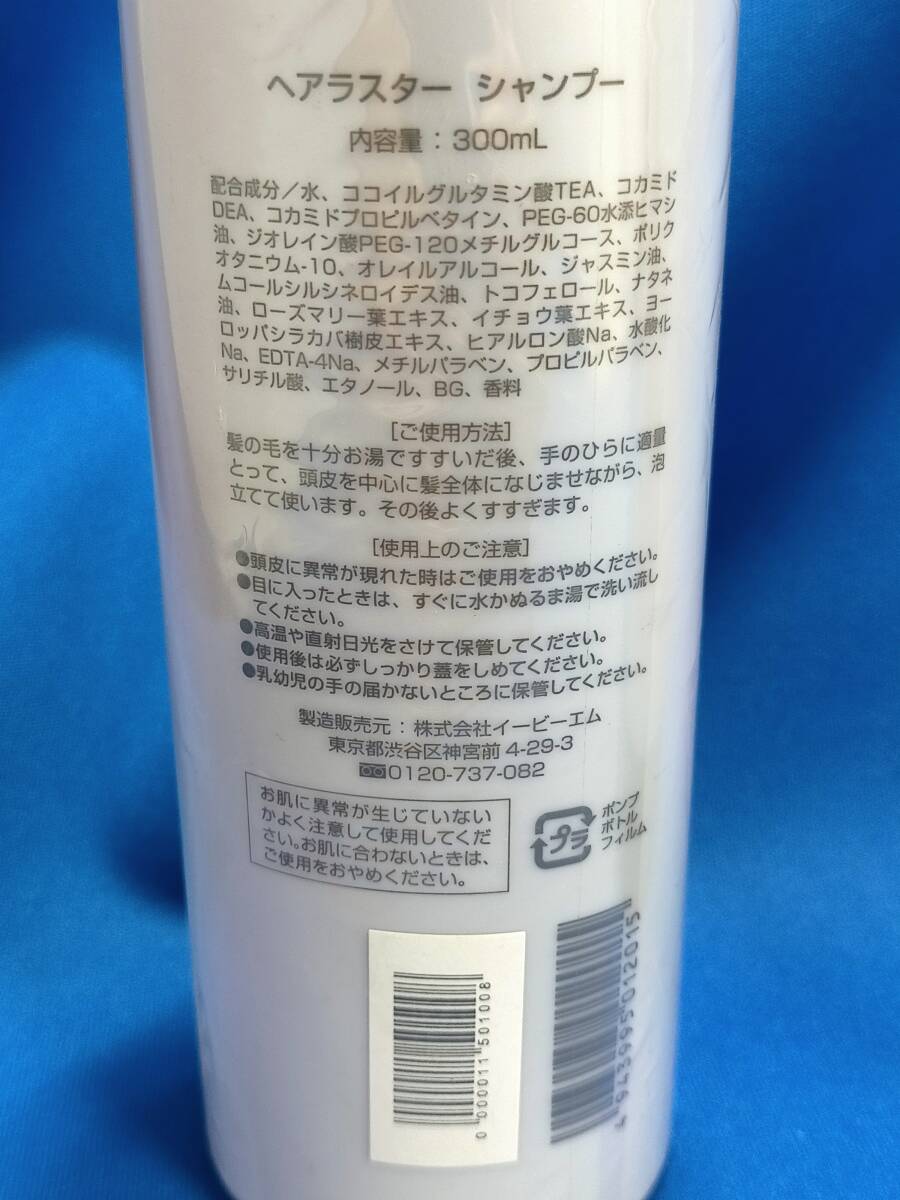 ヘアラスター シャンプー
内容量：300mL
配合成分／水、ココイルグルタミン酸TEA、コカミド
DEA、コカミドプロピルベタイン、PEG-60水添ヒマシ
油、ジオレイン酸PEG-120メチルグルコース、ポリク
オタニウム-10、オレイルアルコール、ジャスミン油、
ムコールシルシネロイデス油、トコフェロール、ナタネ
油、ローズマリー葉エキス、イチョウ葉エキス、ヨー
ロッパシラカバ樹皮エキス、ヒアルロン酸Na、水酸化
Na、EDTA-4Na、メチルパラベン、プロピルパラベン、
サリチル酸、エタノール、BG、香料
［ご使用方法］
髪の毛を十分お湯ですすいだ後、手のひらに適量
とって、頭皮を中心に髪全体になじませながら、泡
立てて使います。その後よくすすぎます。
［使用上のご注意］
●頭皮に異常が現れた時はご使用をおやめください。
●目に入ったときは、すぐに水かぬるま湯で洗い流し
てください。
●高温や直射日光をさけて保管してください。
●使用後は必ずしっかり蓋をしめてください。
●乳幼児の手の届かないところに保管してください。
製造販売元：株式会社イービーエム
東京都渋谷区神宮前 4-29-3
0120-737-082
お肌に異常が生じていない
かよく注意して使用してくだ
さい。お肌に合わないときは、
ご使用をおやめください。
プラ
ポンプ
ボトル
フィルム
0 000011 501008
4 943995 012015